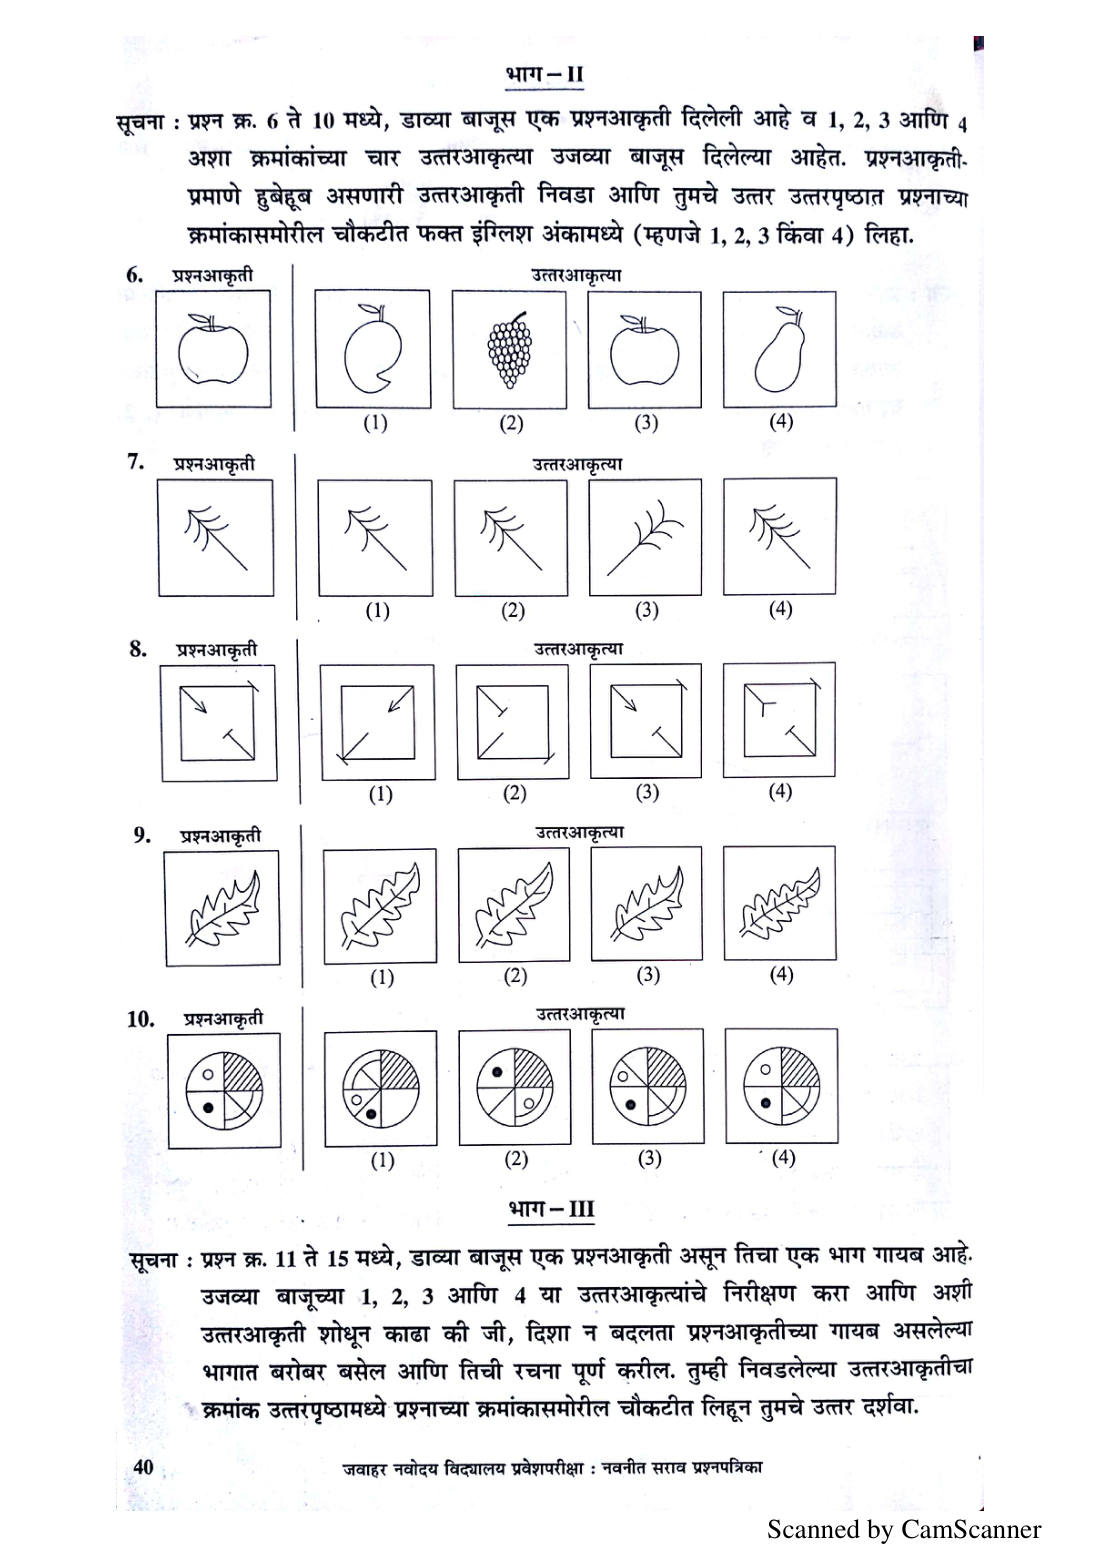 भाग – II
सूचना : प्रश्न क्र. 6 ते 10 मध्ये, डाव्या बाजूस एक प्रश्नआकृती दिलेली आहे व 1, 2, 3 आणि 4
अशा क्रमांकांच्या चार उत्तरआकृत्या उजव्या बाजूस दिलेल्या आहेत. प्रश्नआकृती-
प्रमाणे हुबेहूब असणारी उत्तरआकृती निवडा आणि तुमचे उत्तर उत्तरपृष्ठात प्रश्नाच्या
क्रमांकासमोरील चौकटीत फक्त इंग्लिश अंकामध्ये (म्हणजे 1, 2, 3 किंवा 4) लिहा.
6. प्रश्नआकृती उत्तरआकृत्या
(1) (2) (3) (4)
7. प्रश्नआकृती उत्तरआकृत्या
(1) (2) (3) (4)
8. प्रश्नआकृती उत्तरआकृत्या
(1) (2) (3) (4)
9. प्रश्नआकृती उत्तरआकृत्या
(1) (2) (3) (4)
10. प्रश्नआकृती उत्तरआकृत्या
(1) (2) (3) (4)
भाग – III
सूचना : प्रश्न क्र. 11 ते 15 मध्ये, डाव्या बाजूस एक प्रश्नआकृती असून तिचा एक भाग गायब आहे.
उजव्या बाजूच्या 1, 2, 3 आणि 4 या उत्तरआकृत्यांचे निरीक्षण करा आणि अशी
उत्तरआकृती शोधून काढा की जी, दिशा न बदलता प्रश्नआकृतीच्या गायब असलेल्या
भागात बरोबर बसेल आणि तिची रचना पूर्ण करील. तुम्ही निवडलेल्या उत्तरआकृतीचा
क्रमांक उत्तरपृष्ठामध्ये प्रश्नाच्या क्रमांकासमोरील चौकटीत लिहून तुमचे उत्तर दर्शवा.
40 जवाहर नवोदय विद्यालय प्रवेशपरीक्षा : नवनीत सराव प्रश्नपत्रिका
Scanned by CamScanner